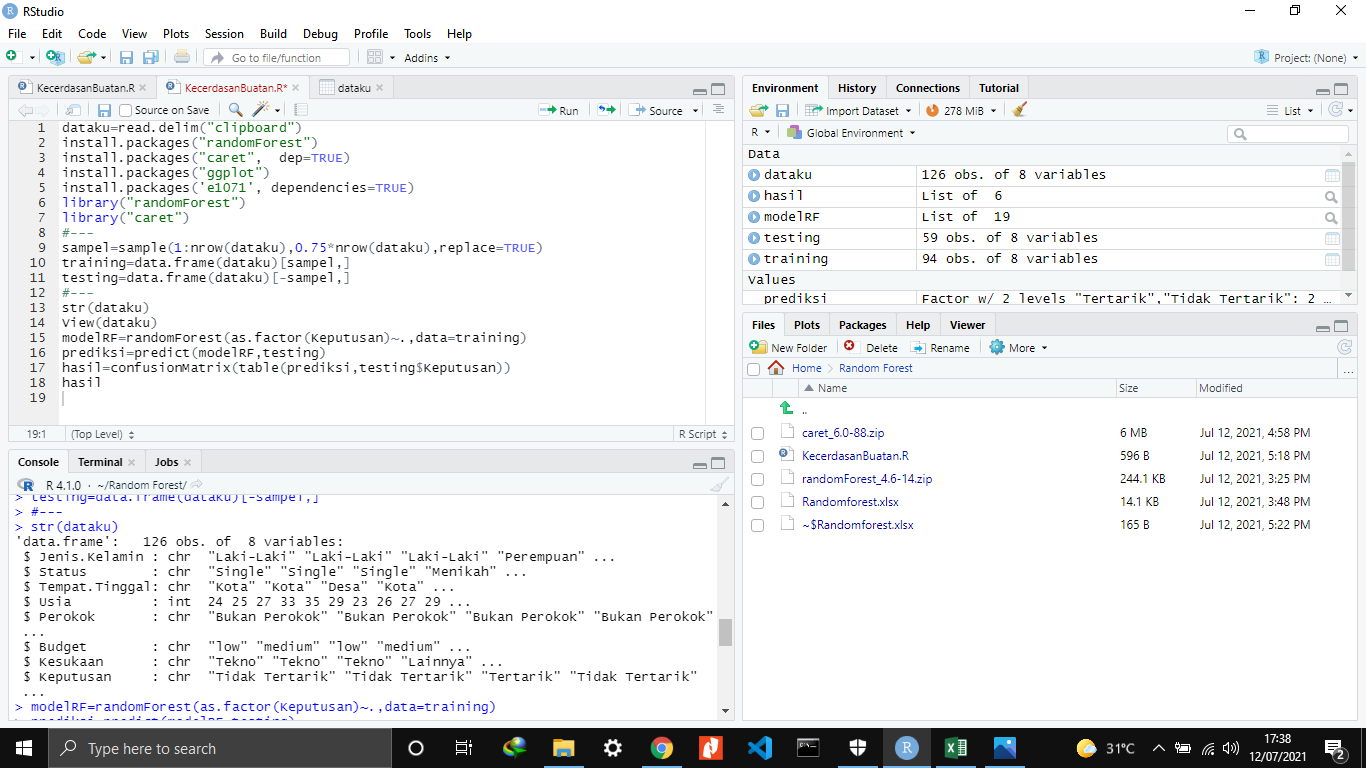 RStudio
File Edit Code View Plots Session Build Debug Profile Tools Help
Go to file/function Addins Project: (None)
KecerdasanBuatan.R KecerdasanBuatan.R* dataku
Source on Save Run Source
1 dataku=read.delim("clipboard")
2 install.packages("randomForest")
3 install.packages("caret", dep=TRUE)
4 install.packages("ggplot")
5 install.packages('e1071', dependencies=TRUE)
6 library("randomForest")
7 library("caret")
8 #---
9 sampel=sample(1:nrow(dataku),0.75*nrow(dataku),replace=TRUE)
10 training=data.frame(dataku)[sampel,]
11 testing=data.frame(dataku)[-sampel,]
12 #---
13 str(dataku)
14 View(dataku)
15 modelRF=randomForest(as.factor(Keputusan)~.,data=training)
16 prediksi=predict(modelRF,testing)
17 hasil=confusionMatrix(table(prediksi,testing$Keputusan))
18 hasil
19
19:1 (Top Level) R Script
Console Terminal Jobs
R 4.1.0 · ~/Random Forest/
> testing=data.frame(dataku)[-sampel,]
> #---
> str(dataku)
'data.frame': 126 obs. of 8 variables:
$ Jenis.Kelamin : chr "Laki-Laki" "Laki-Laki" "Laki-Laki" "Perempuan" ...
$ Status : chr "Single" "Single" "Single" "Menikah" ...
$ Tempat.Tinggal: chr "Kota" "Kota" "Desa" "Kota" ...
$ Usia : int 24 25 27 33 35 29 23 26 27 29 ...
$ Perokok : chr "Bukan Perokok" "Bukan Perokok" "Bukan Perokok" "Bukan Perokok"
...
$ Budget : chr "low" "medium" "low" "medium" ...
$ Kesukaan : chr "Tekno" "Tekno" "Tekno" "Lainnya" ...
$ Keputusan : chr "Tidak Tertarik" "Tidak Tertarik" "Tertarik" "Tidak Tertarik"
...
> modelRF=randomForest(as.factor(Keputusan)~.,data=training)
> prediksi=predict(modelRF,testing)
Environment History Connections Tutorial
Import Dataset 278 MiB List
R Global Environment
Data
dataku 126 obs. of 8 variables
hasil List of 6
modelRF List of 19
testing 59 obs. of 8 variables
training 94 obs. of 8 variables
Values
prediksi Factor w/ 2 levels "Tertarik","Tidak Tertarik": 2 …
Files Plots Packages Help Viewer
New Folder Delete Rename More
Home Random Forest ...
Name Size Modified
..
caret_6.0-88.zip 6 MB Jul 12, 2021, 4:58 PM
KecerdasanBuatan.R 596 B Jul 12, 2021, 5:18 PM
randomForest_4.6-14.zip 244.1 KB Jul 12, 2021, 3:25 PM
Randomforest.xlsx 14.1 KB Jul 12, 2021, 3:48 PM
~$Randomforest.xlsx 165 B Jul 12, 2021, 5:22 PM
Type here to search
31°C
17:38
12/07/2021
2